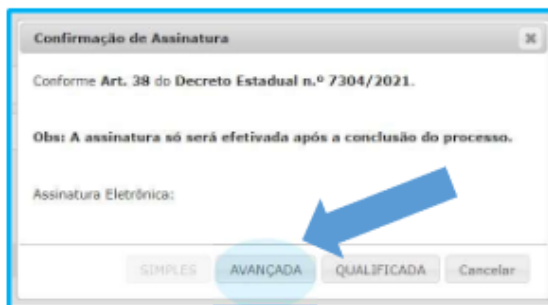 Confirmação de Assinatura
Conforme Art. 38 do Decreto Estadual n.º 7304/2021.
Obs: A assinatura só será efetivada após a conclusão do processo.
Assinatura Eletrônica:
SIMPLES AVANÇADA QUALIFICADA Cancelar